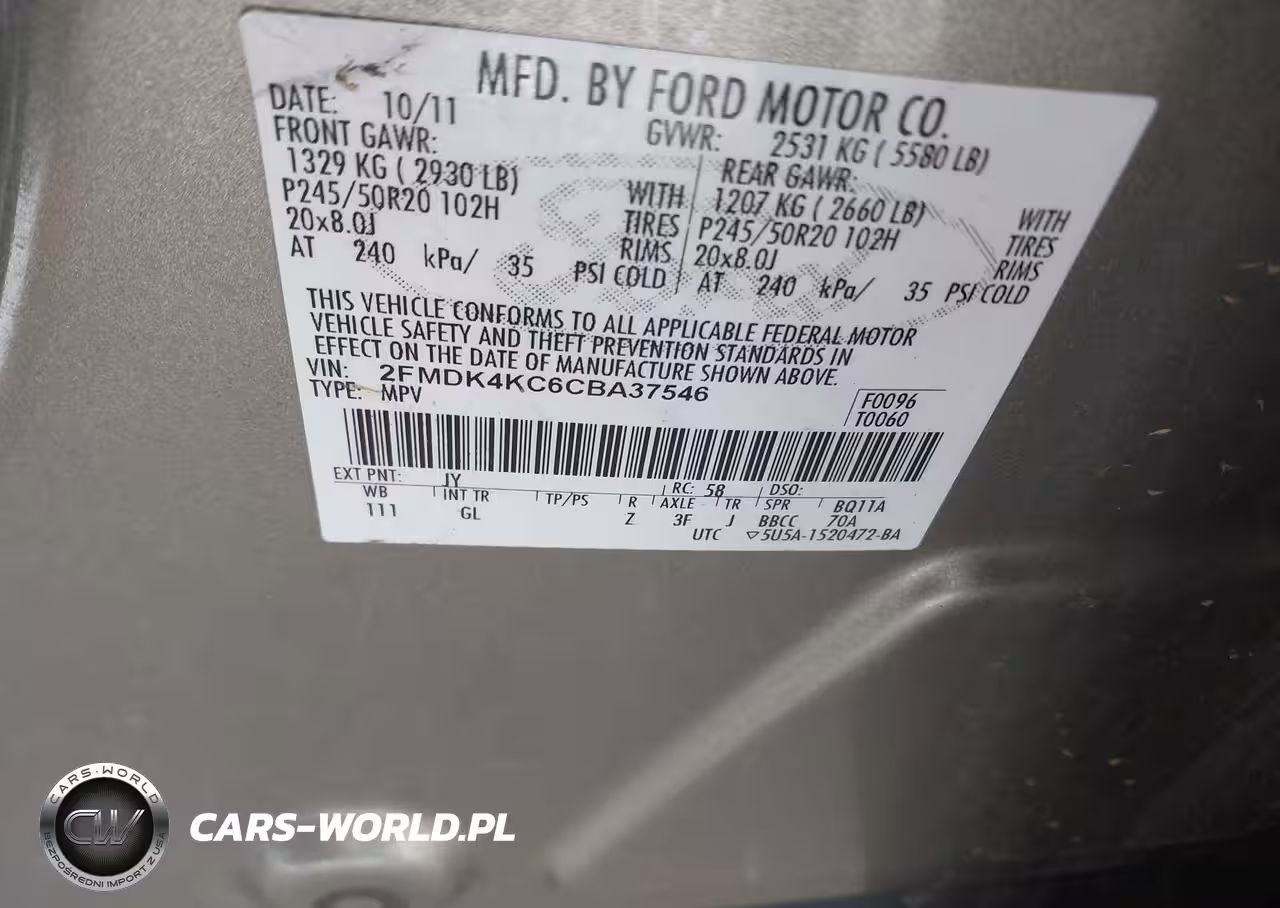 MFD. BY FORD MOTOR CO.
DATE: 10/11 GVWR: 2531 KG ( 5580 LB)
FRONT GAWR: REAR GAWR:
1329 KG ( 2930 LB) WITH 1207 KG ( 2660 LB) WITH
P245/50R20 102H TIRES P245/50R20 102H TIRES
20x8.0J RIMS 20x8.0J RIMS
AT 240 kPa/ 35 PSI COLD AT 240 kPa/ 35 PSI COLD
THIS VEHICLE CONFORMS TO ALL APPLICABLE FEDERAL MOTOR
VEHICLE SAFETY AND THEFT PREVENTION STANDARDS IN
EFFECT ON THE DATE OF MANUFACTURE SHOWN ABOVE.
VIN: 2FMDK4KC6CBA37546
TYPE: MPV
F0096
T0060
EXT PNT: JY RC: 58 DSO:
WB INT TR TP/PS R AXLE TR SPR BQ11A
111 GL Z 3F J BBCC 70A
UTC ▽5U5A-1520472-BA
CARS-WORLD
CW
BEZPOŚREDNI IMPORT Z USA
CARS-WORLD.PL